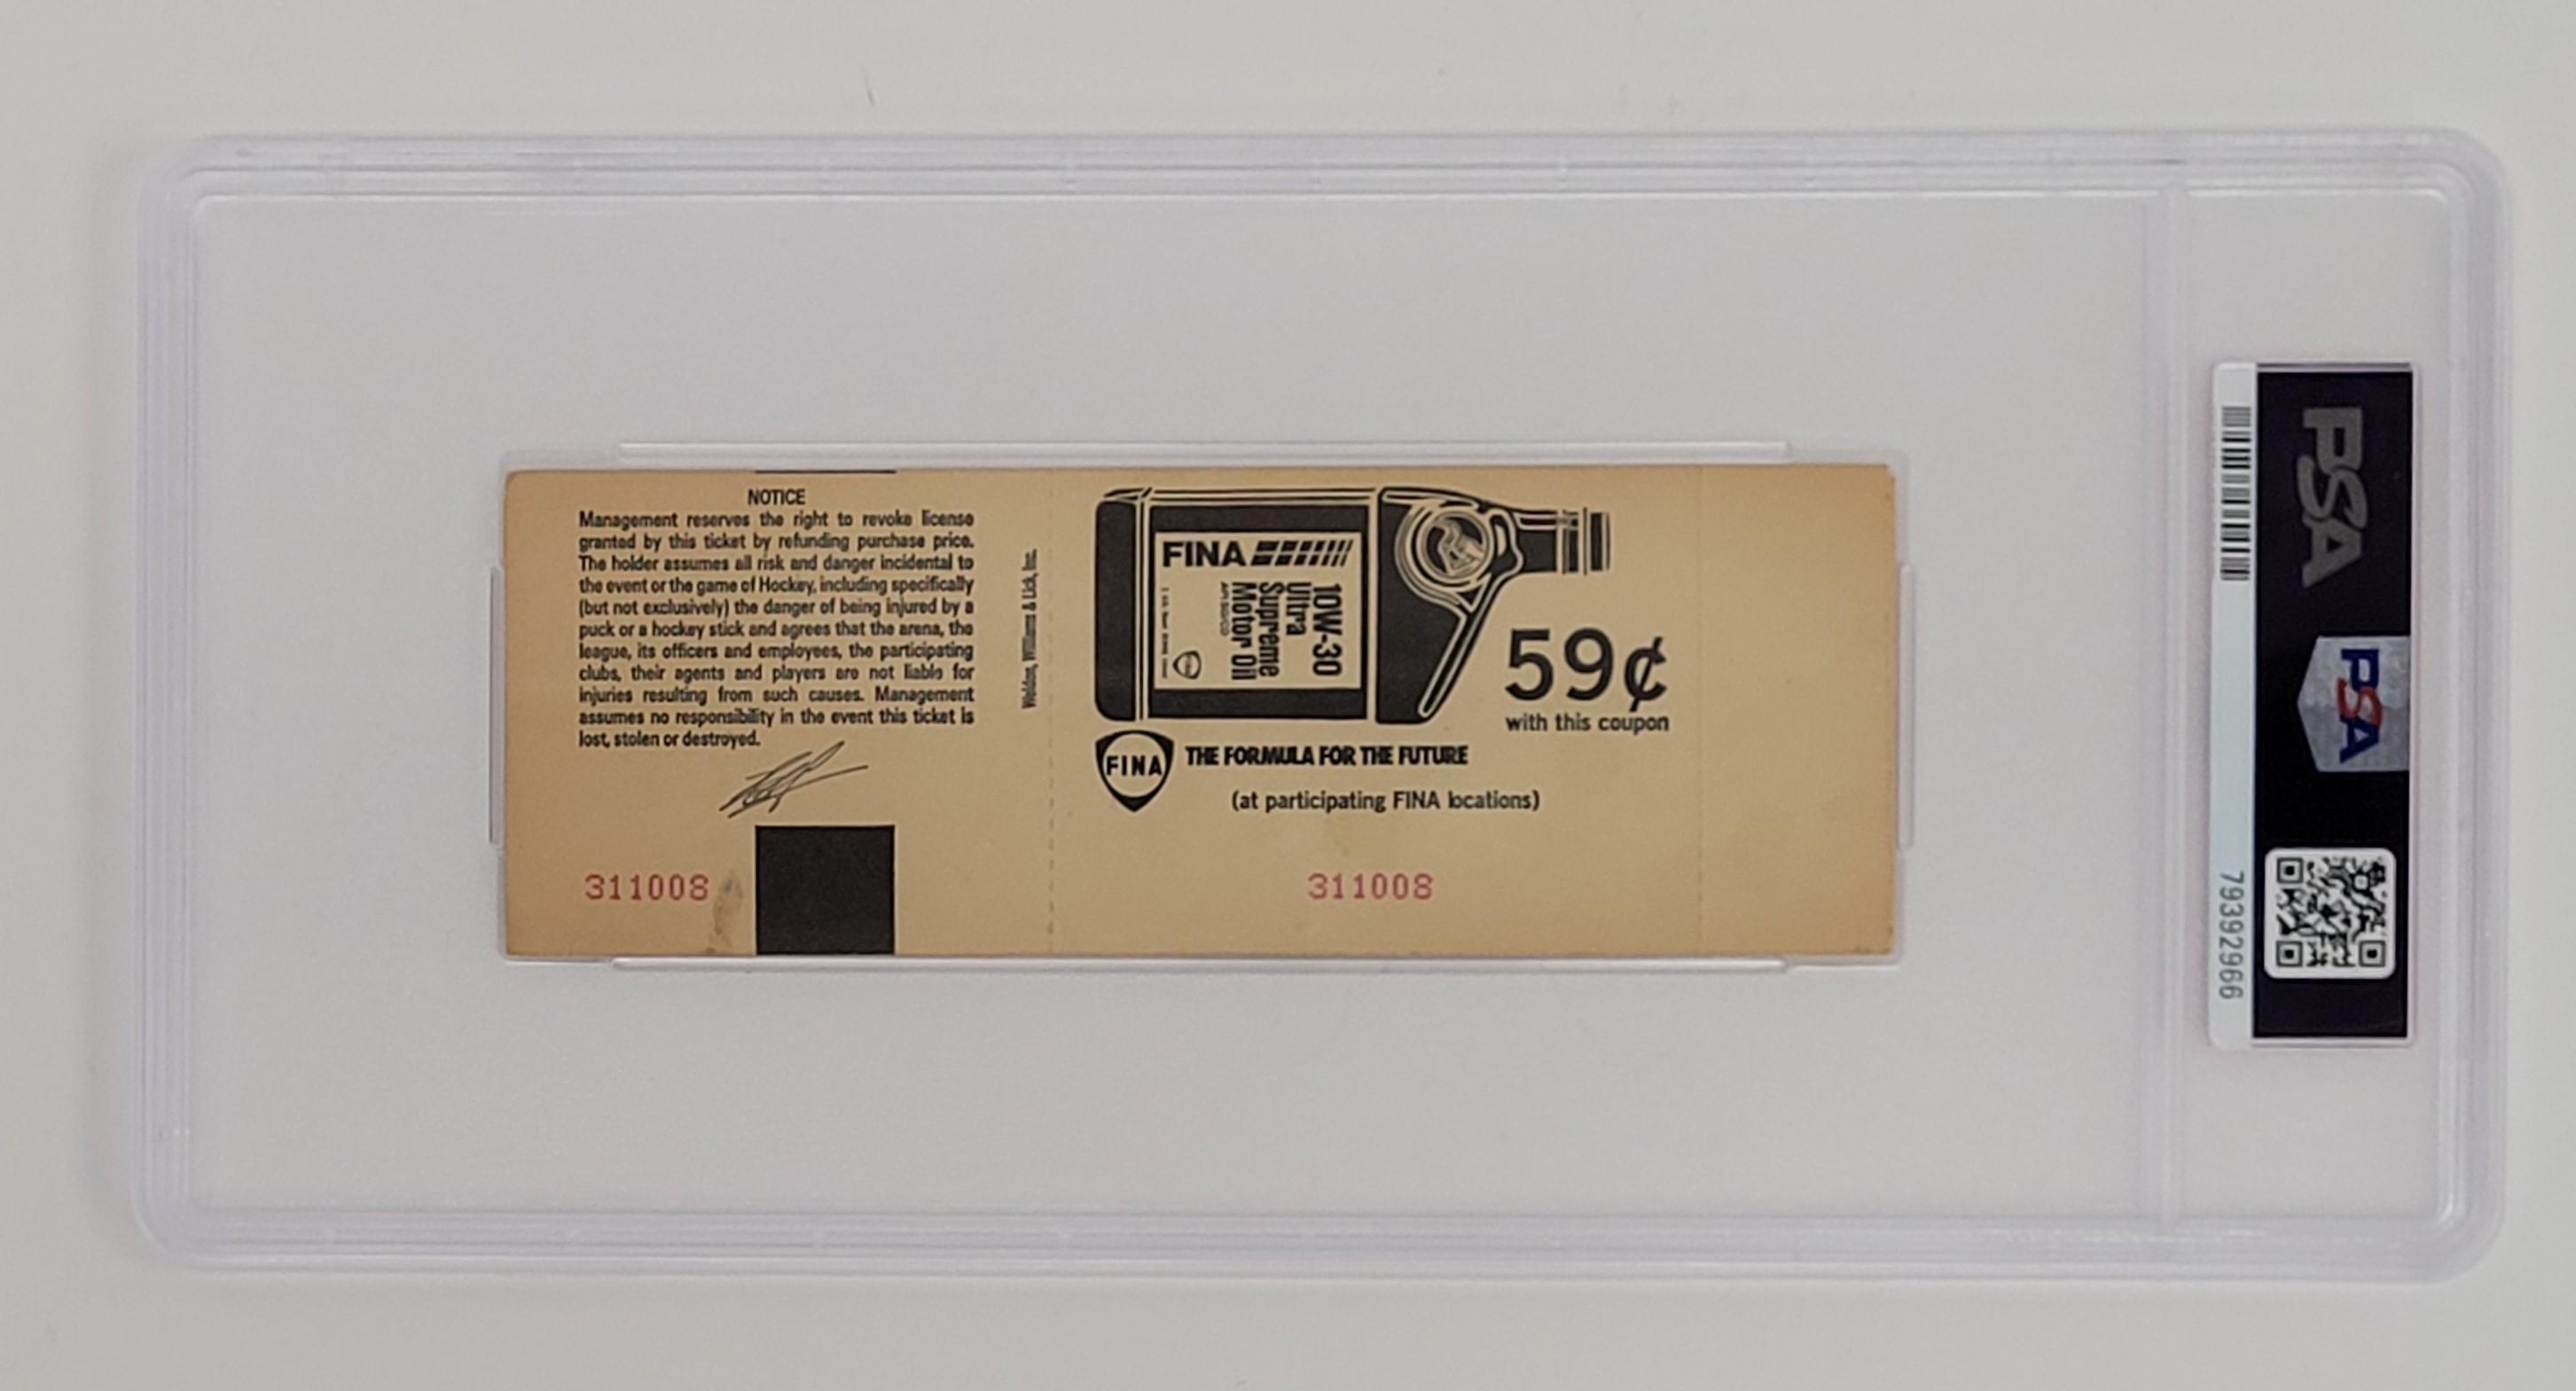 NOTICE
Management reserves the right to revoke license
granted by this ticket by refunding purchase price.
The holder assumes all risk and danger incidental to
the event or the game of Hockey, including specifically
(but not exclusively) the danger of being injured by a
puck or a hockey stick and agrees that the arena, the
league, its officers and employees, the participating
clubs, their agents and players are not liable for
injuries resulting from such causes. Management
assumes no responsibility in the event this ticket is
lost, stolen or destroyed.
311008
Weldon, Williams & Lick, Inc.
FINA
10W-30
Ultra
Supreme
Motor Oil
59¢
with this coupon
FINA
THE FORMULA FOR THE FUTURE
(at participating FINA locations)
311008
PSA
PSA
79392966